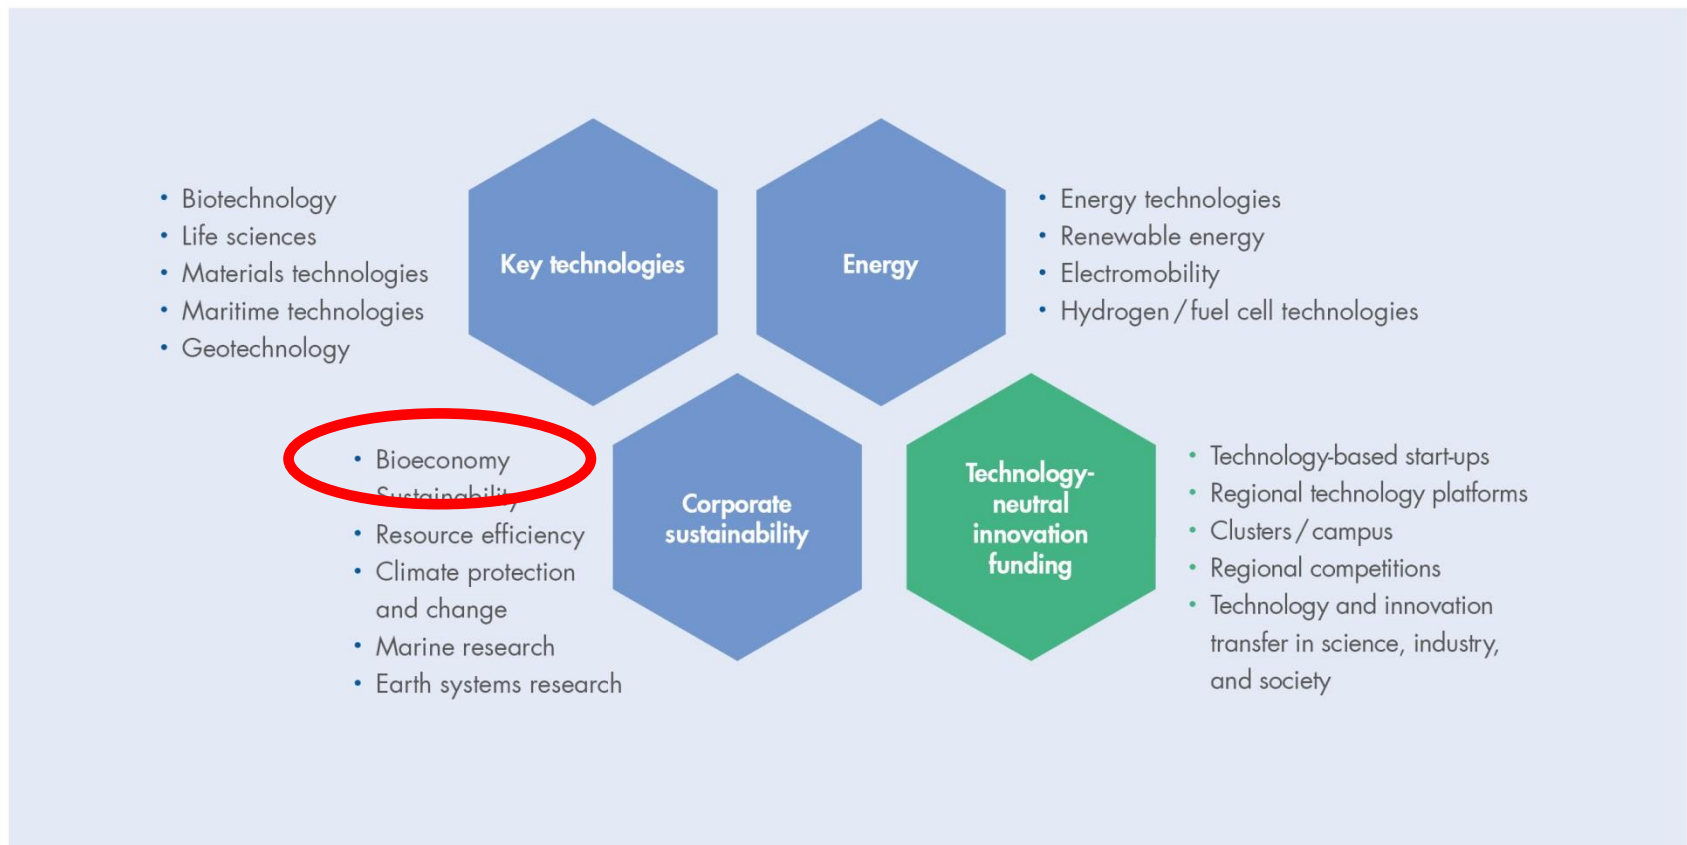 • Biotechnology
• Life sciences
• Materials technologies
• Maritime technologies
• Geotechnology
Key technologies
Energy
• Energy technologies
• Renewable energy
• Electromobility
• Hydrogen / fuel cell technologies
• Bioeconomy
Sustainability
• Resource efficiency
• Climate protection
and change
• Marine research
• Earth systems research
Corporate
sustainability
Technology-
neutral
innovation
funding
• Technology-based start-ups
• Regional technology platforms
• Clusters / campus
• Regional competitions
• Technology and innovation
transfer in science, industry,
and society